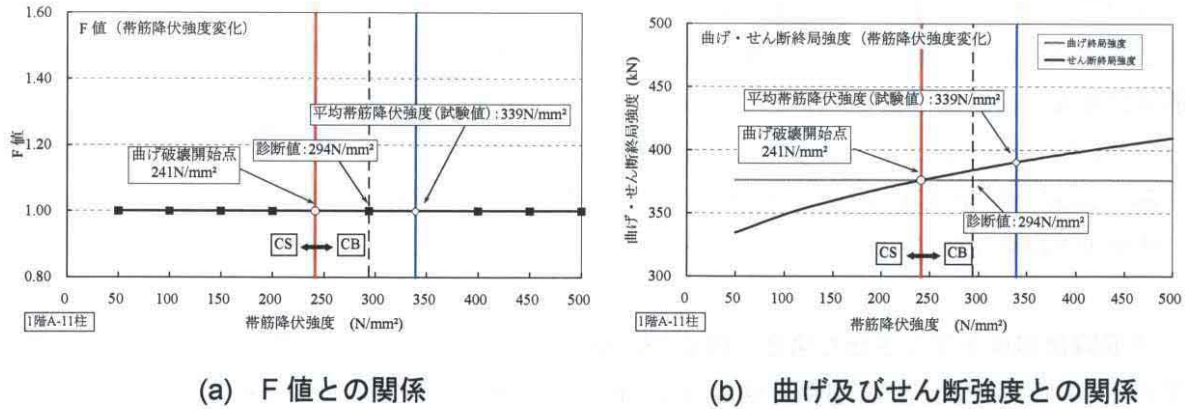 1.60
1.40
1.20
1.00
0.80
F 値
F 値（帯筋降伏強度変化）
平均帯筋降伏強度(試験値):339N/mm²
曲げ破壊開始点
241N/mm²
診断値:294N/mm²
CS
CB
0 50 100 150 200 250 300 350 400 450 500
1階A-11柱
帯筋降伏強度 (N/mm²)
(a) F 値との関係
500
450
400
350
300
曲げ・せん断終局強度 (kN)
曲げ・せん断終局強度（帯筋降伏強度変化）
曲げ終局強度
せん断終局強度
平均帯筋降伏強度(試験値):339N/mm²
曲げ破壊開始点
241N/mm²
診断値:294N/mm²
CS
CB
0 50 100 150 200 250 300 350 400 450 500
1階A-11柱
帯筋降伏強度 (N/mm²)
(b) 曲げ及びせん断強度との関係